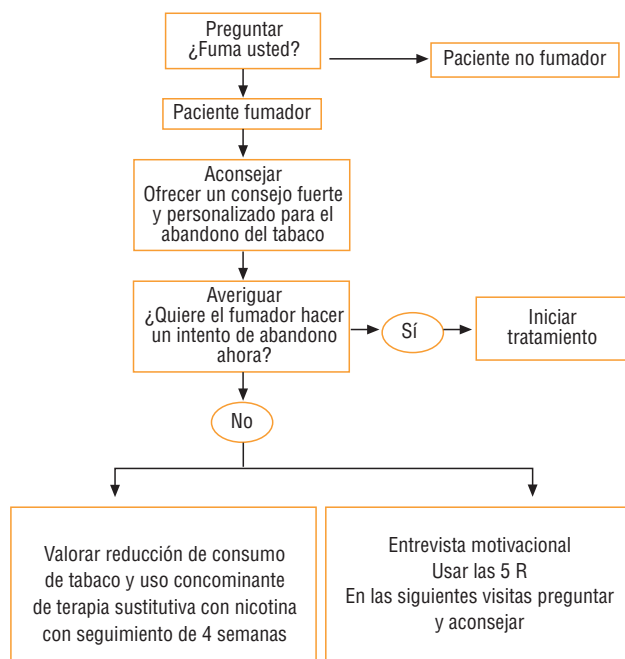 Preguntar
¿Fuma usted?
Paciente no fumador
Paciente fumador
Aconsejar
Ofrecer un consejo fuerte
y personalizado para el
abandono del tabaco
Averiguar
¿Quiere el fumador hacer
un intento de abandono
ahora?
Sí
Iniciar
tratamiento
No
Valorar reducción de consumo
de tabaco y uso concominante
de terapia sustitutiva con nicotina
con seguimiento de 4 semanas
Entrevista motivacional
Usar las 5 R
En las siguientes visitas preguntar
y aconsejar